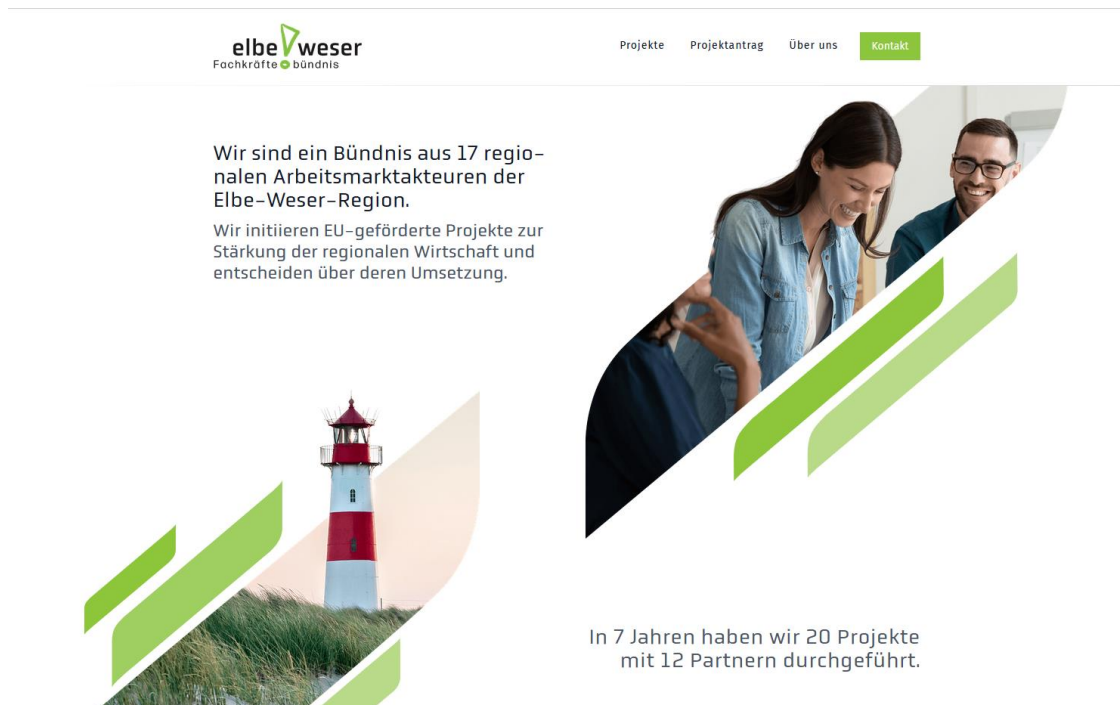 elbe weser
Fachkräfte bündnis
Projekte
Projektantrag
Über uns
Kontakt
Wir sind ein Bündnis aus 17 regio-
nalen Arbeitsmarktakteuren der
Elbe-Weser-Region.
Wir initiieren EU-geförderte Projekte zur
Stärkung der regionalen Wirtschaft und
entscheiden über deren Umsetzung.
In 7 Jahren haben wir 20 Projekte
mit 12 Partnern durchgeführt.